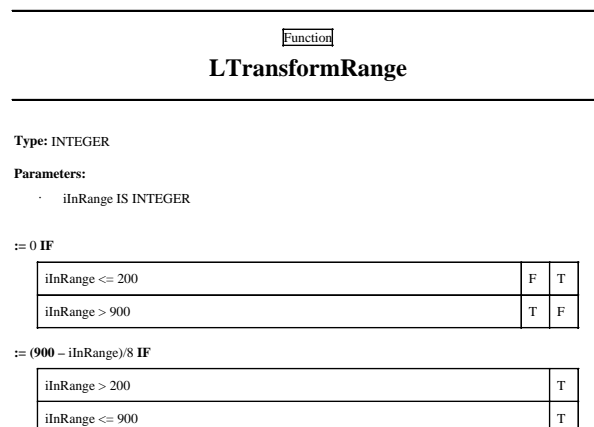 Function
LTransformRange
Type: INTEGER
Parameters:
· iInRange IS INTEGER
:= 0 IF
iInRange <= 200 F T
iInRange > 900 T F
:= (900 – iInRange)/8 IF
iInRange > 200 T
iInRange <= 900 T